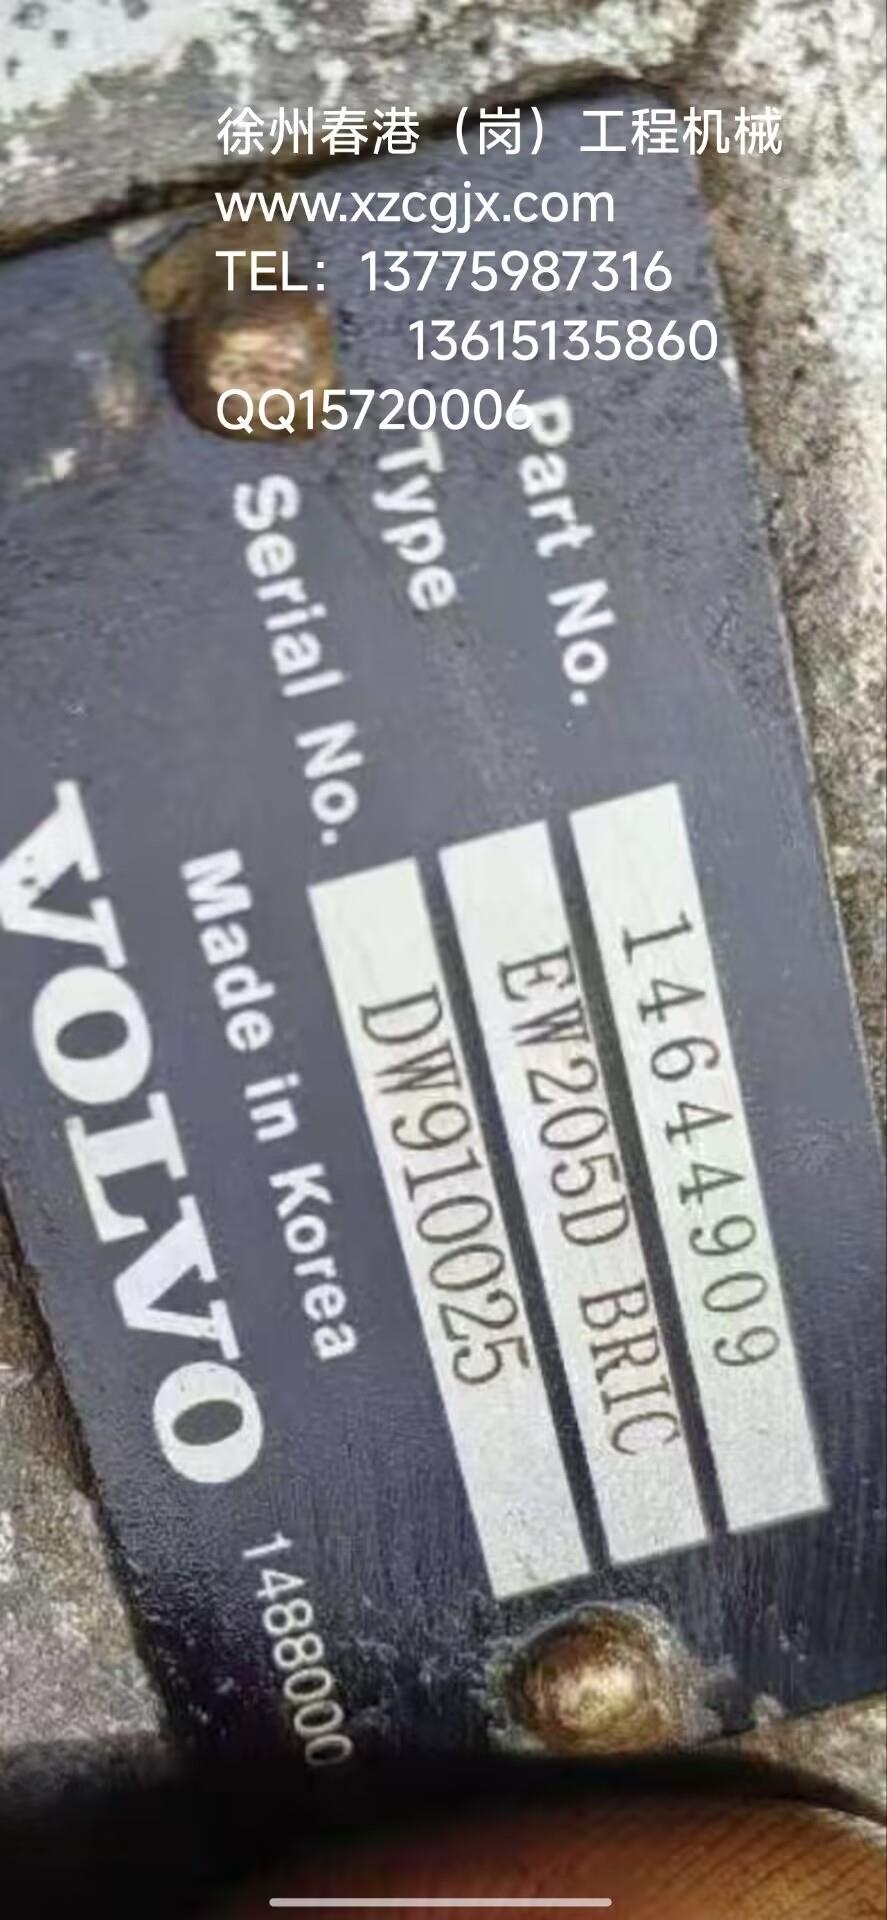 徐州春港（岗）工程机械
www.xzcgjx.com
TEL：13775987316
13615135860
QQ15720006
Part No. 14644909
Type EW205D BRIC
Serial No. DW910025
Made in Korea
VOLVO 1488000